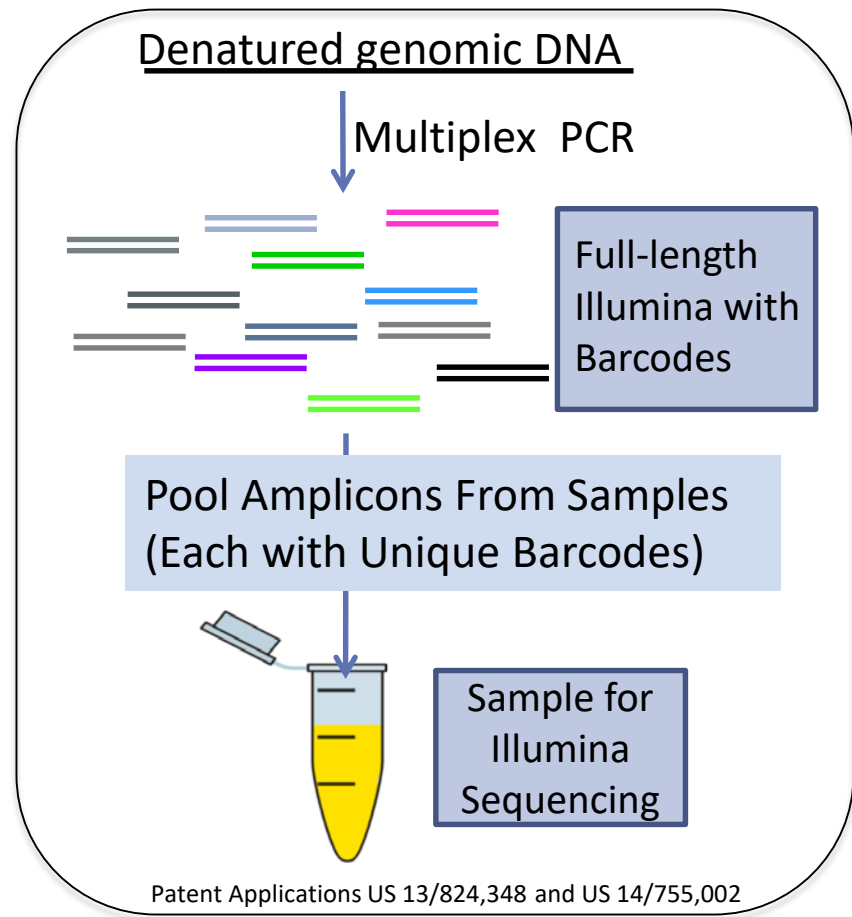 Denatured genomic DNA
Multiplex PCR
Full-length
Illumina with
Barcodes
Pool Amplicons From Samples
(Each with Unique Barcodes)
Sample for
Illumina
Sequencing
Patent Applications US 13/824,348 and US 14/755,002